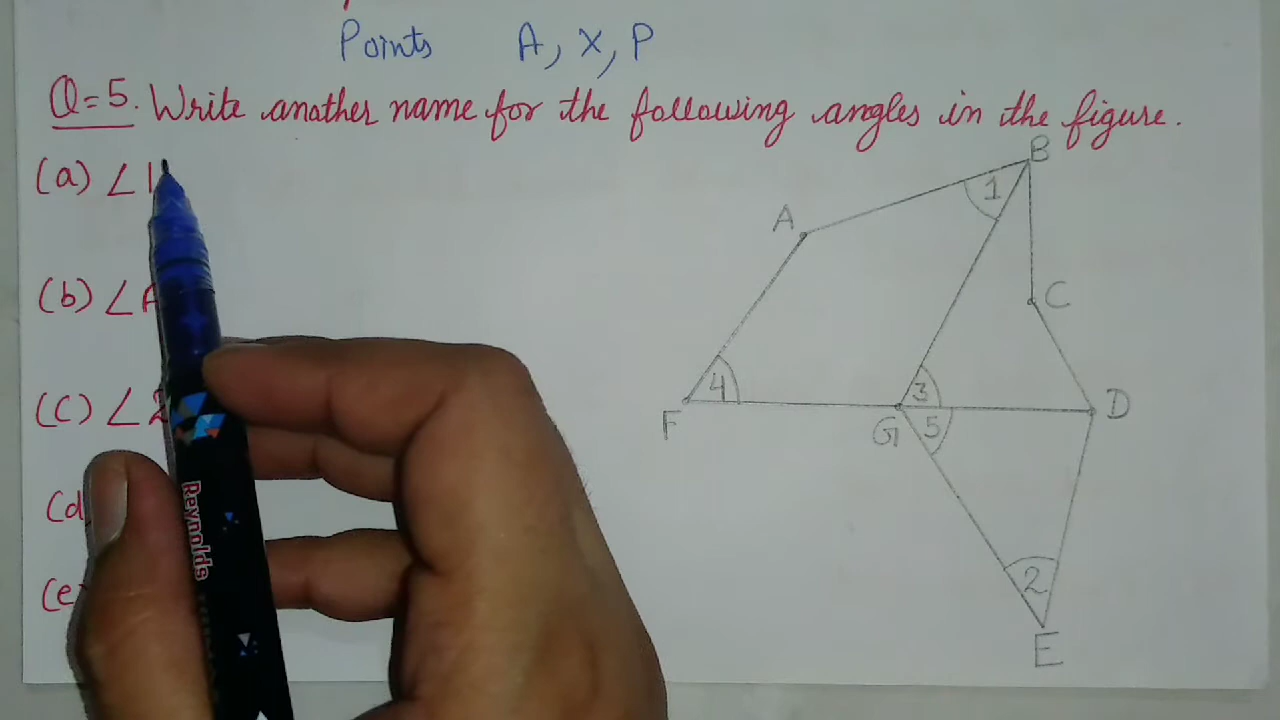 Points A, X, P
Q=5. Write another name for the following angles in the figure.
(a) ∠1
(b) ∠A
(C) ∠2
(d
(e)
A
B
C
D
E
F
G
1
2
3
4
5
Reynolds